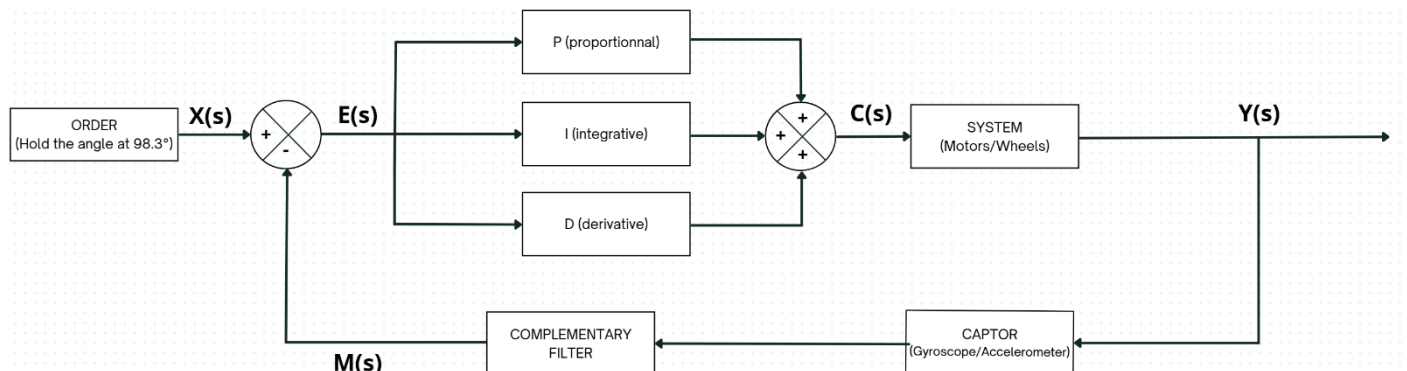 ORDER
(Hold the angle at 98.3°)
X(s)
+
-
E(s)
P (proportionnal)
I (integrative)
D (derivative)
+
+
+
C(s)
SYSTEM
(Motors/Wheels)
Y(s)
CAPTOR
(Gyroscope/Accelerometer)
COMPLEMENTARY
FILTER
M(s)